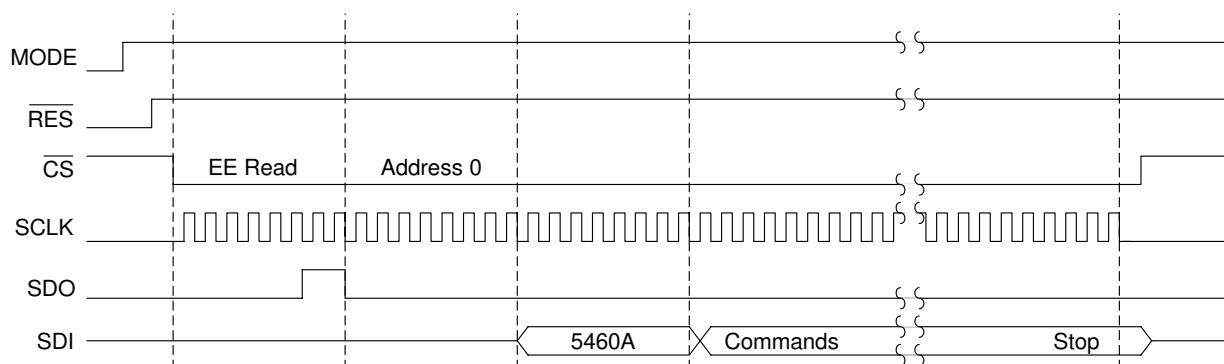 MODE
RES
CS EE Read Address 0
SCLK
SDO
SDI 5460A Commands Stop